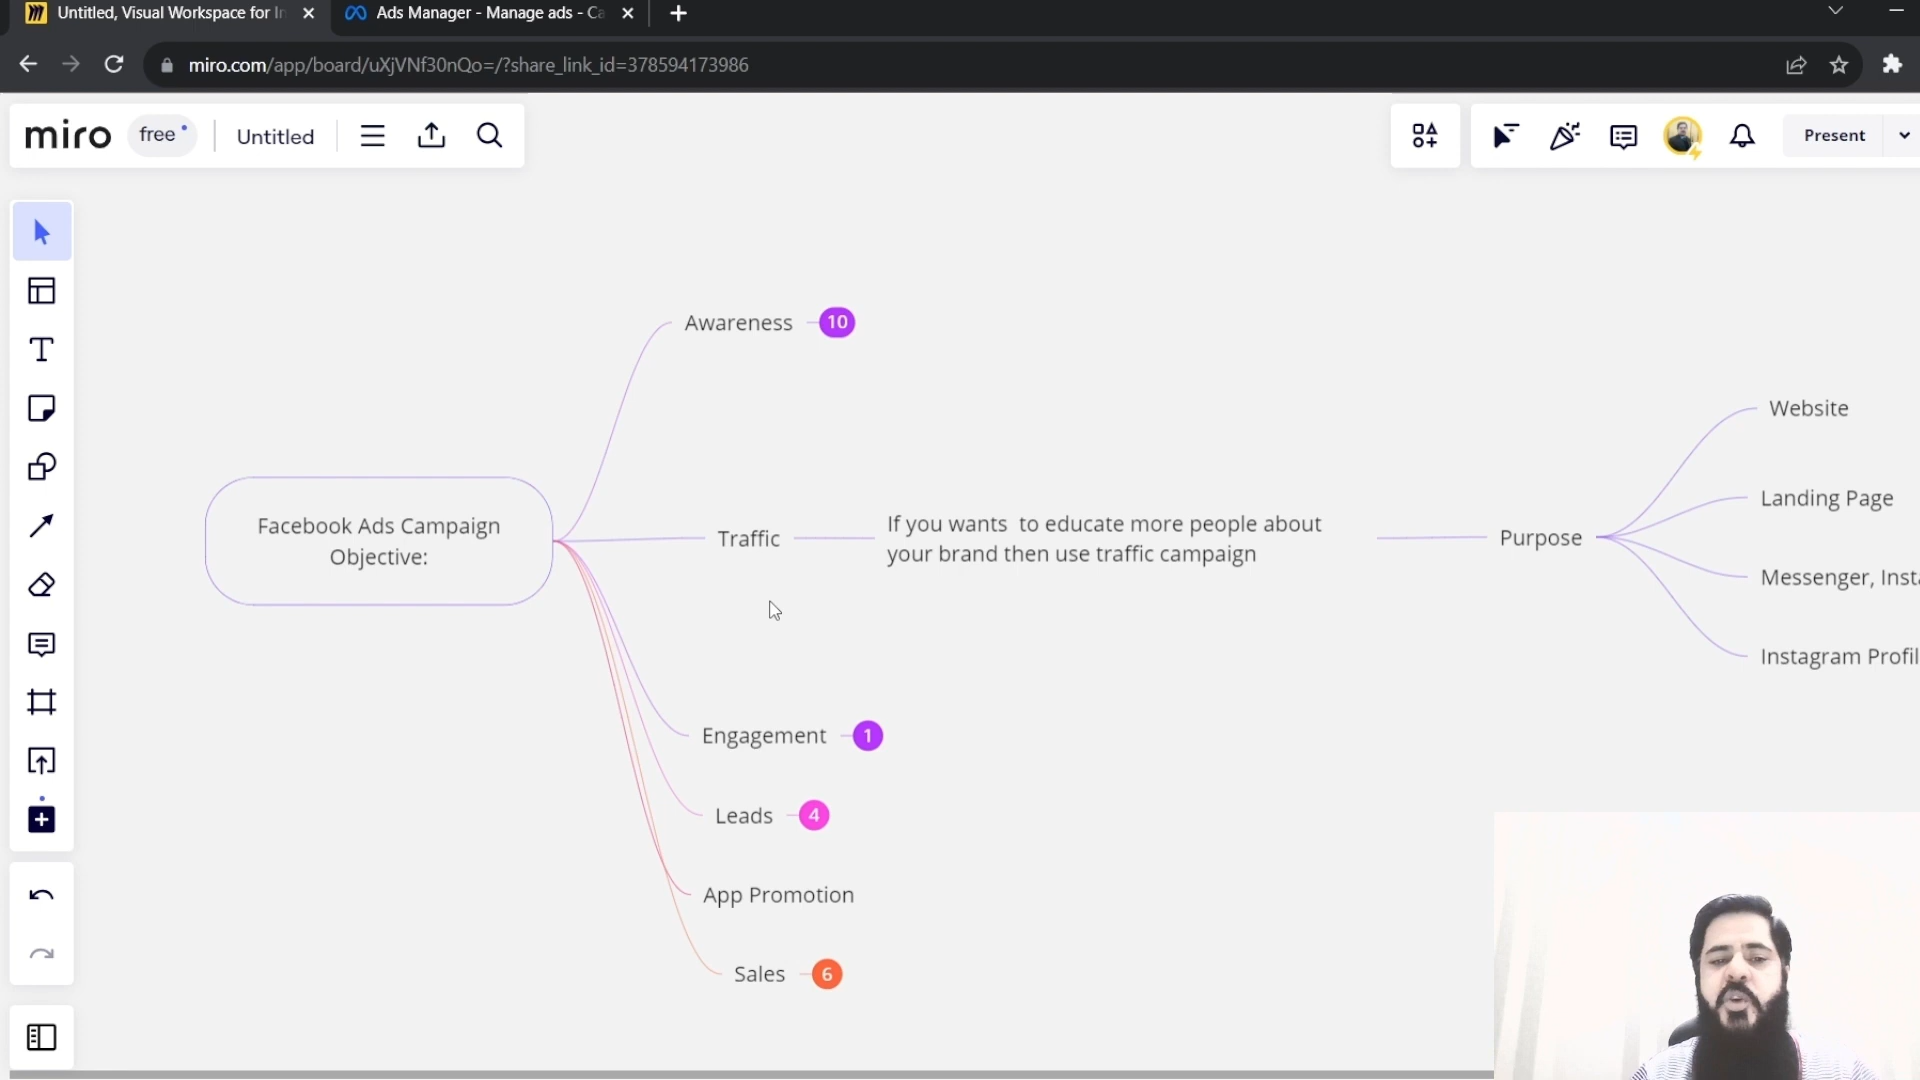 Untitled, Visual Workspace for In
Ads Manager - Manage ads - Ca
miro.com/app/board/uXjVNf30nQo=/?share_link_id=378594173986
miro
free
Untitled
Present
Awareness
10
Website
Landing Page
Facebook Ads Campaign
Objective:
Traffic
If you wants to educate more people about
your brand then use traffic campaign
Purpose
Messenger, Insta
Instagram Profil
Engagement
1
Leads
4
App Promotion
Sales
6